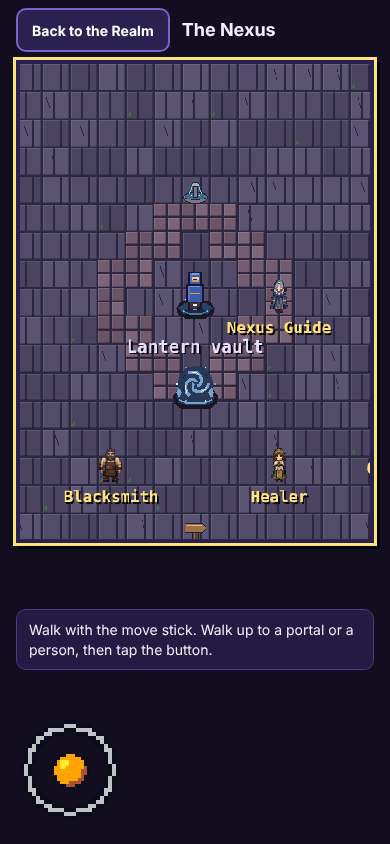 Back to the Realm
The Nexus
Nexus Guide
Lantern vault
Blacksmith
Healer
Walk with the move stick. Walk up to a portal or a
person, then tap the button.